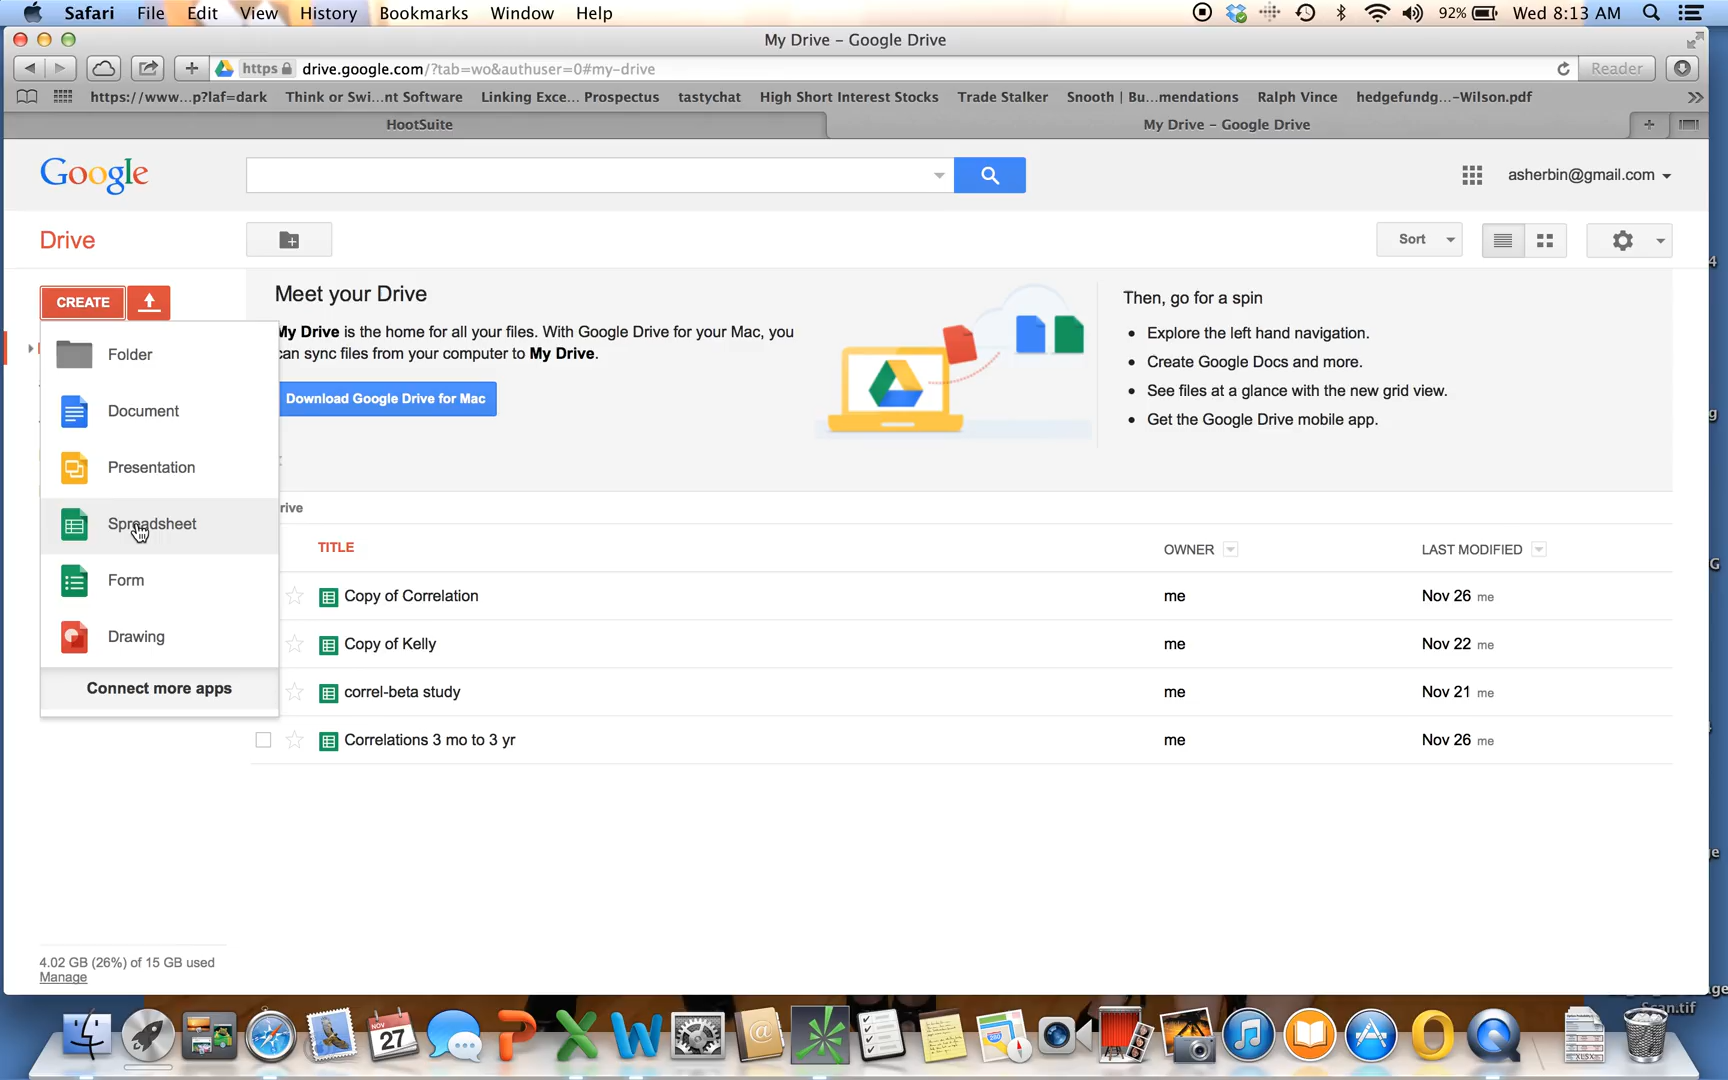 Safari File Edit View History Bookmarks Window Help 92% Wed 8:13 AM
My Drive – Google Drive
https drive.google.com/?tab=wo&authuser=0#my-drive Reader
https://www...p?laf=dark Think or Swi...nt Software Linking Exce... Prospectus tastychat High Short Interest Stocks Trade Stalker Snooth | Bu...mendations Ralph Vince hedgefundg...-Wilson.pdf
HootSuite My Drive – Google Drive
Google asherbin@gmail.com
Drive Sort
CREATE
Meet your Drive
My Drive is the home for all your files. With Google Drive for your Mac, you
can sync files from your computer to My Drive.
Download Google Drive for Mac
Then, go for a spin
Explore the left hand navigation.
Create Google Docs and more.
See files at a glance with the new grid view.
Get the Google Drive mobile app.
Folder
Document
Presentation
Spreadsheet
Form
Drawing
Connect more apps
rive
TITLE OWNER LAST MODIFIED
Copy of Correlation me Nov 26 me
Copy of Kelly me Nov 22 me
correl-beta study me Nov 21 me
Correlations 3 mo to 3 yr me Nov 26 me
4.02 GB (26%) of 15 GB used
Manage
Scan.tif
NOV
27
XLSX